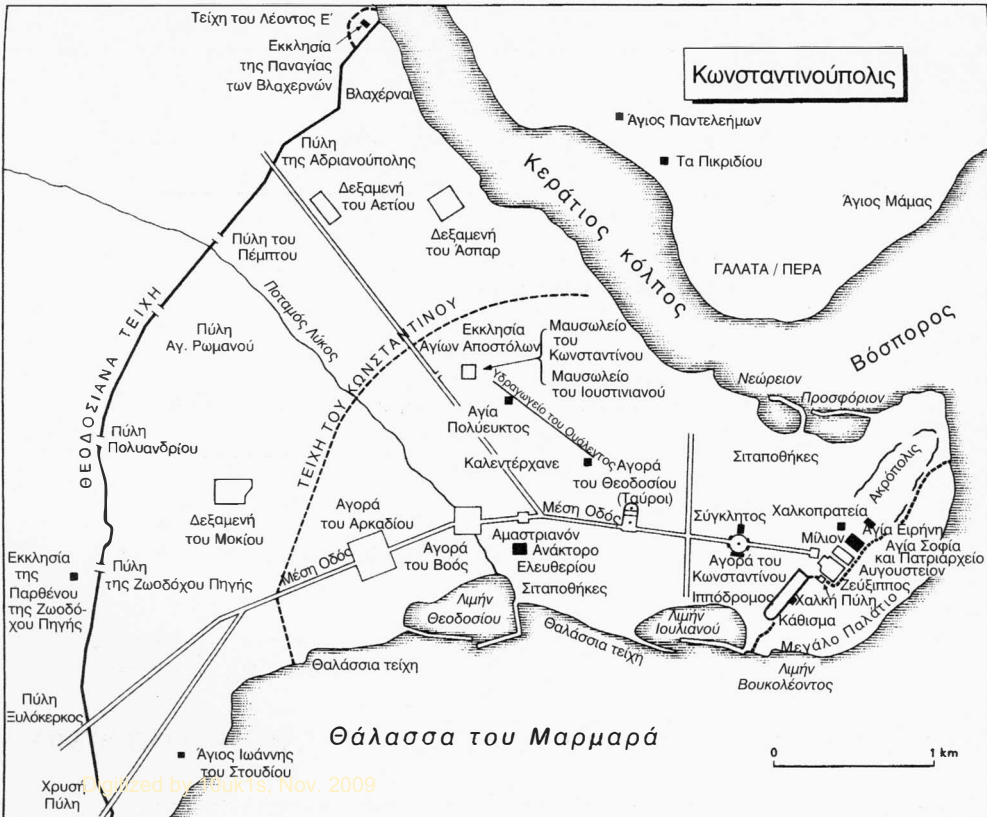 Κωνσταντινούπολις
Τείχη του Λέοντος Ε΄
Εκκλησία
της Παναγίας
των Βλαχερνών
Βλαχέρναι
Άγιος Παντελεήμων
Τα Πικριδίου
Άγιος Μάμας
ΓΑΛΑΤΑ / ΠΕΡΑ
Κεράτιος κόλπος
Βόσπορος
Πύλη
της Αδριανούπολης
Δεξαμενή
του Αετίου
Δεξαμενή
του Άσπαρ
Πύλη του
Πέμπτου
Ποταμός Λύκος
ΘΕΟΔΟΣΙΑΝΑ ΤΕΙΧΗ
Πύλη
Αγ. Ρωμανού
ΤΕΙΧΗ ΤΟΥ ΚΩΝΣΤΑΝΤΙΝΟΥ
Εκκλησία
Αγίων Αποστόλων
Μαυσωλείο
του
Κωνσταντίνου
Μαυσωλείο
του Ιουστινιανού
Υδραγωγείο του Ουάλεντος
Αγία
Πολύευκτος
Καλεντέρχανε
Αγορά
του Θεοδοσίου
(Ταύροι)
Νεώρειον
Προσφόριον
Σιταποθήκες
Ακρόπολις
Πύλη
Πολυανδρίου
Δεξαμενή
του Μωκίου
Αγορά
του Αρκαδίου
Μέση Οδός
Αγορά
του Βοός
Μέση Οδός
Αμαστριανόν
Ανάκτορο
Ελευθερίου
Σιταποθήκες
Σύγκλητος
Χαλκοπρατεία
Μίλιον
Αγία Ειρήνη
Αγία Σοφία
και Πατριαρχείο
Αυγουστείον
Ζεύξιππος
Αγορά του
Κωνσταντίνου
Ιππόδρομος
Χαλκή Πύλη
Κάθισμα
Μεγάλο Παλάτιο
Λιμήν
Βουκολέοντος
Λιμήν
Ιουλιανού
Λιμήν
Θεοδοσίου
Θαλάσσια τείχη
Θαλάσσια τείχη
Εκκλησία
της
Παρθένου
της Ζωοδό-
χου Πηγής
Πύλη
της Ζωοδόχου Πηγής
Πύλη
Ξυλόκερκος
Άγιος Ιωάννης
του Στουδίου
Χρυσή
Πύλη
Θάλασσα του Μαρμαρά
0 1 km
Digitized by 10uk1s, Nov. 2009